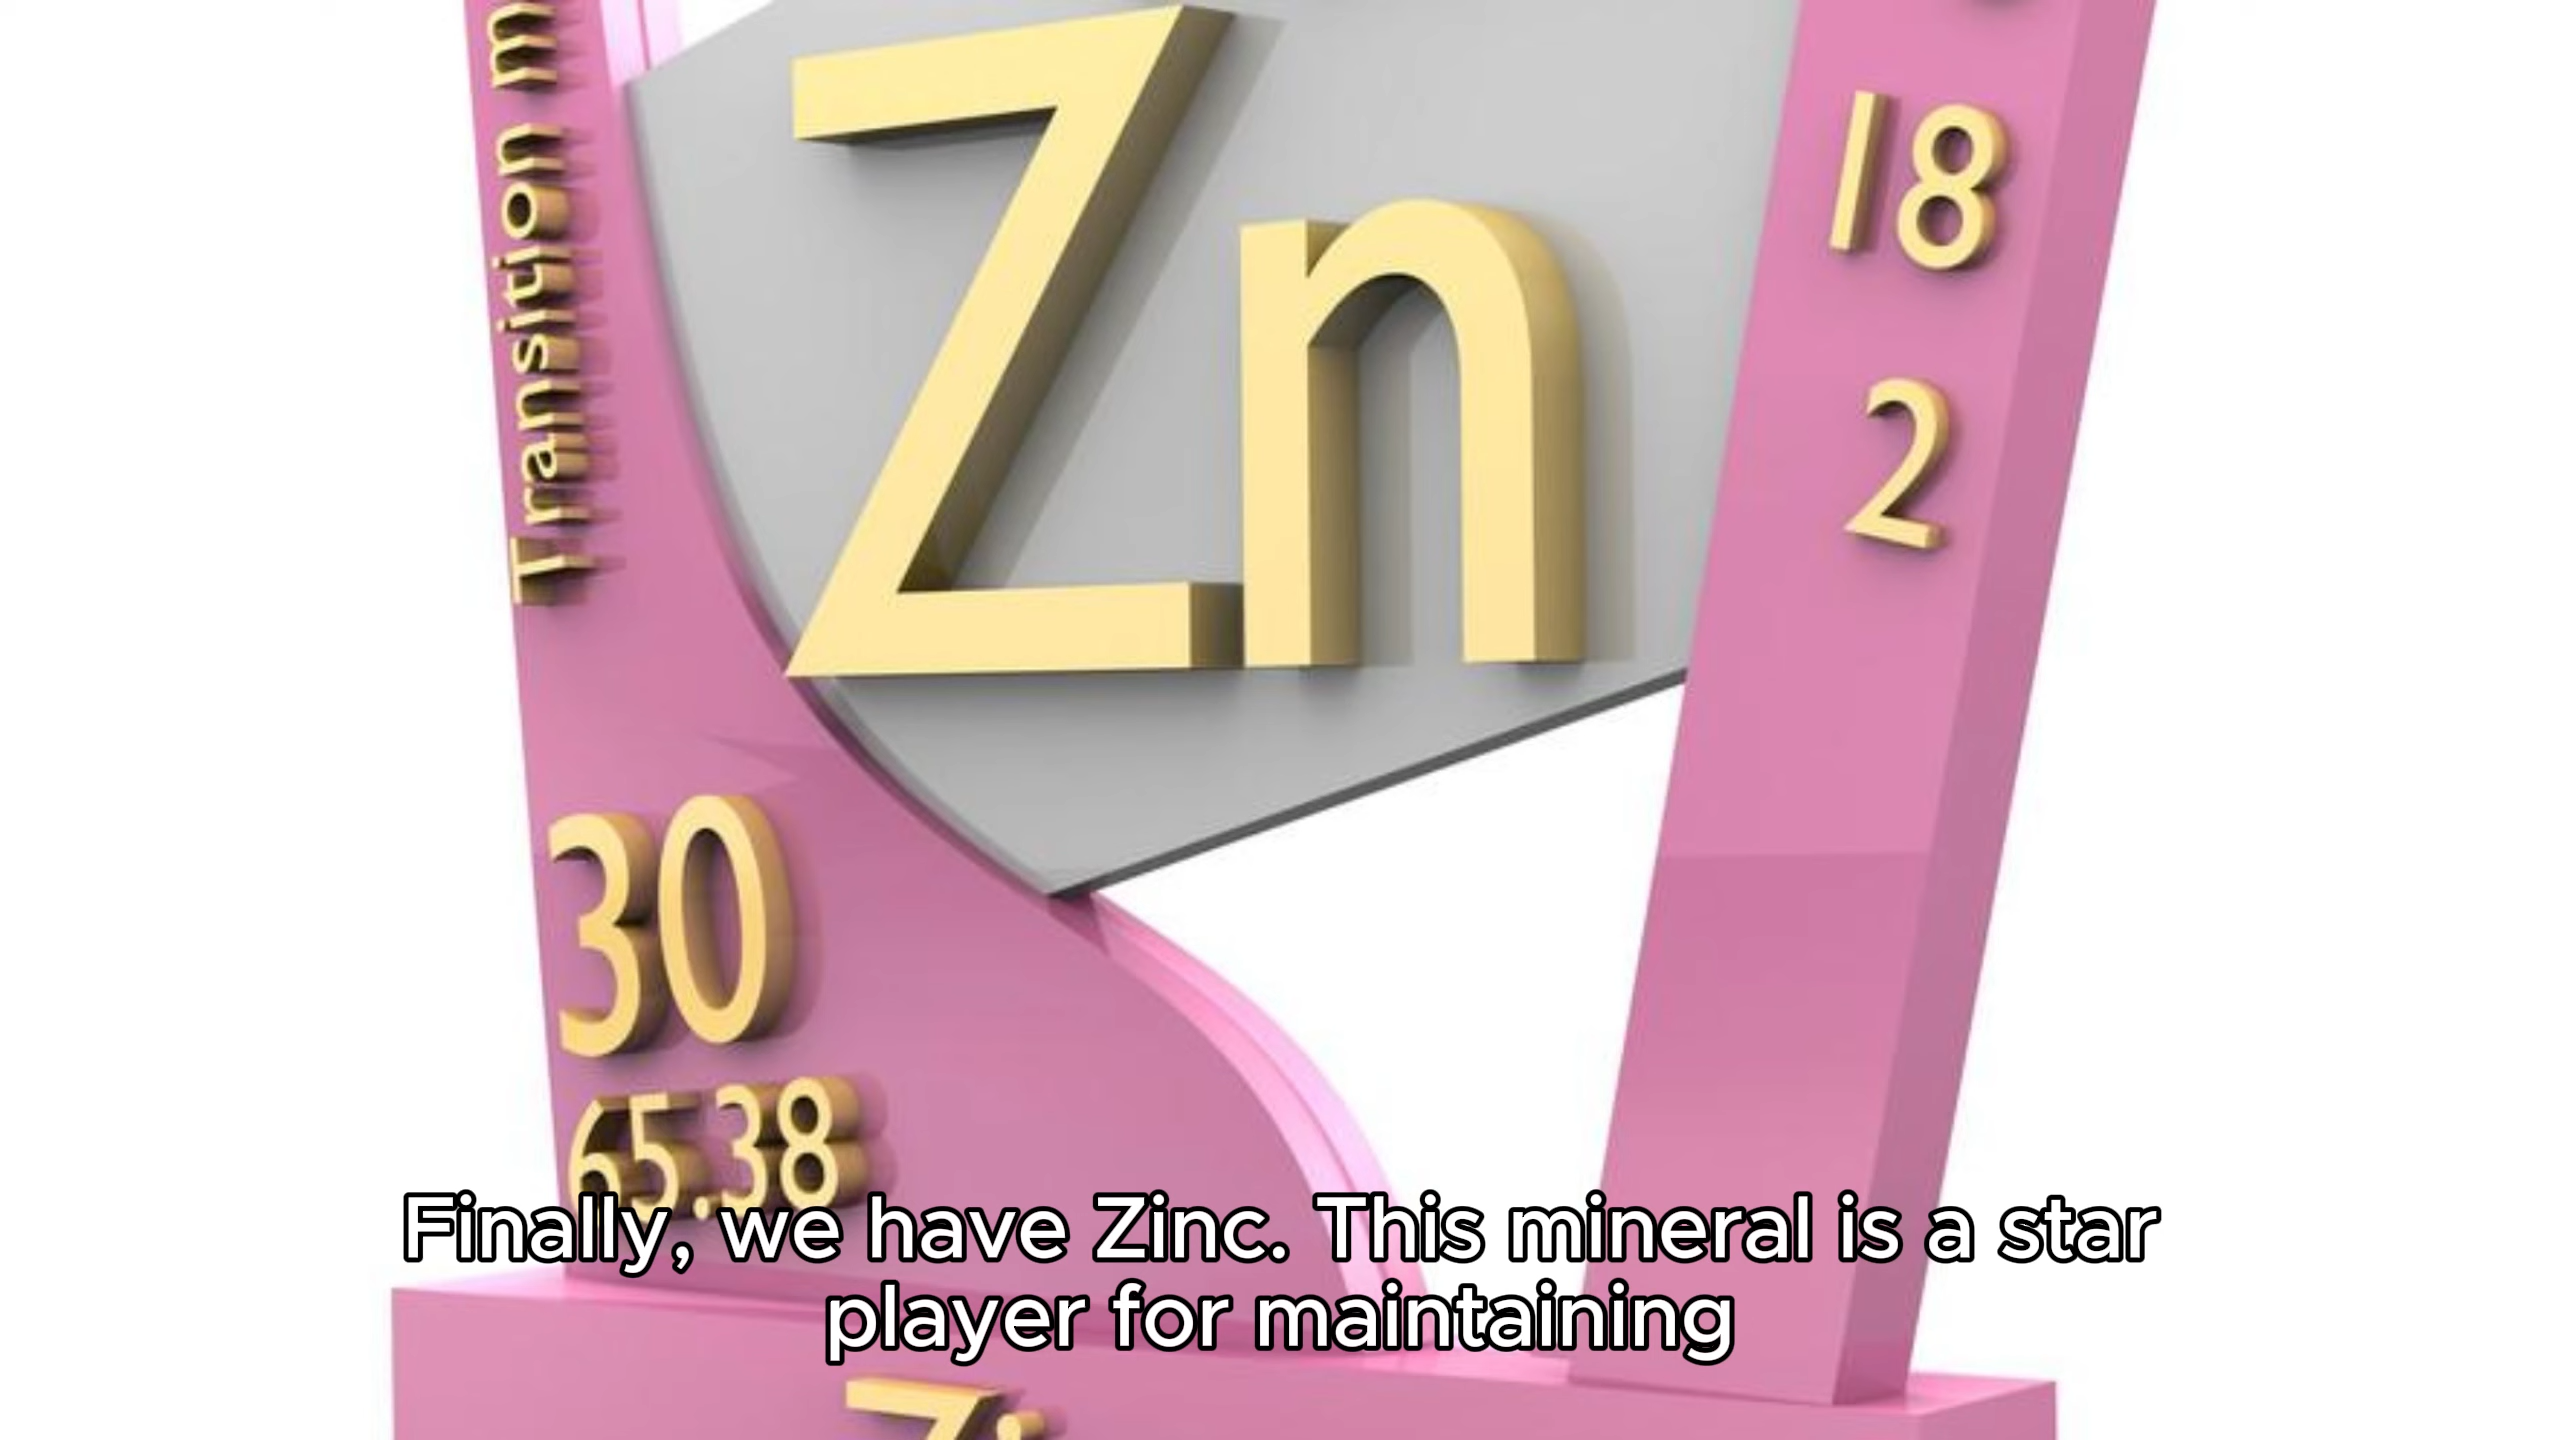 Transition m
Zn
18
2
30
65.38
Finally, we have Zinc. This mineral is a star
player for maintaining